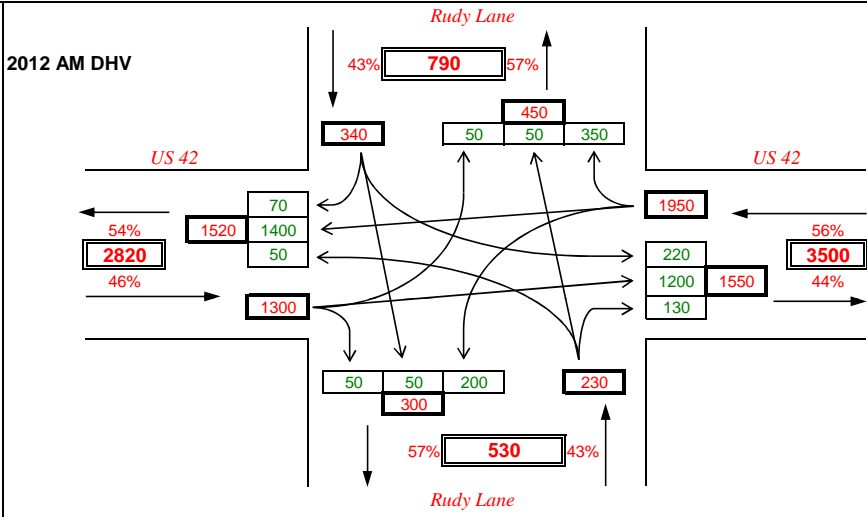 Rudy Lane
2012 AM DHV
43% 790 57%
450
340 50 50 350
US 42 US 42
70 1950
54% 1520 1400 56%
2820 50 220 3500
46% 1200 1550 44%
1300 130
50 50 200 230
300
57% 530 43%
Rudy Lane